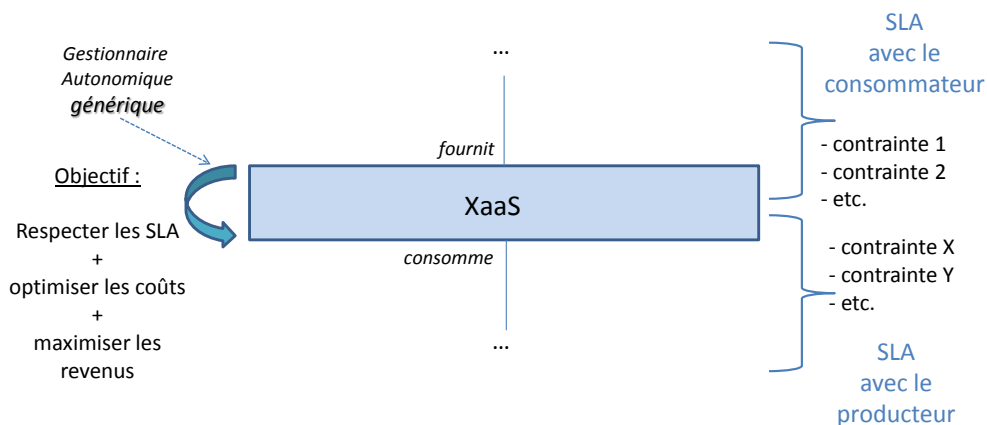 Gestionnaire
Autonomique
générique
Objectif :
Respecter les SLA
+
optimiser les coûts
+
maximiser les
revenus
...
fournit
XaaS
consomme
...
SLA
avec le
consommateur
- contrainte 1
- contrainte 2
- etc.
- contrainte X
- contrainte Y
- etc.
SLA
avec le
producteur